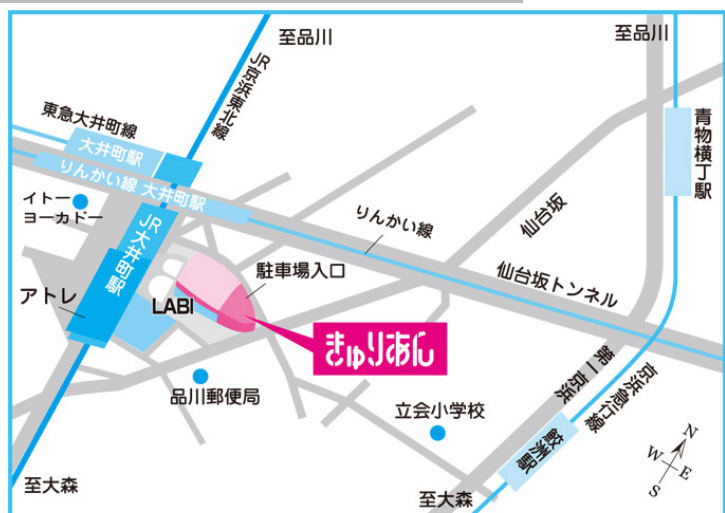 至品川
至品川
JR京浜東北線
東急大井町線
大井町駅
りんかい線 大井町駅
青物横丁駅
イトー
ヨーカドー
JR大井町駅
りんかい線
仙台坂
駐車場入口
仙台坂トンネル
アトレ
LABI
きゅりあん
第一京浜
京浜急行線
品川郵便局
立会小学校
鮫洲駅
N
W
E
S
至大森
至大森